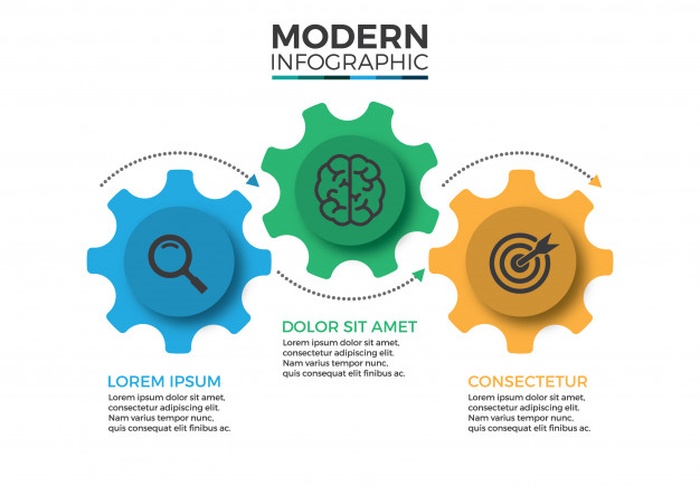 MODERN
INFOGRAPHIC
DOLOR SIT AMET
Lorem ipsum dolor sit amet,
consectetur adipiscing elit.
Nam varius tempor nunc,
quis consequat elit finibus ac.
LOREM IPSUM
Lorem ipsum dolor sit amet,
consectetur adipiscing elit.
Nam varius tempor nunc,
quis consequat elit finibus ac.
CONSECTETUR
Lorem ipsum dolor sit amet,
consectetur adipiscing elit.
Nam varius tempor nunc,
quis consequat elit finibus ac.